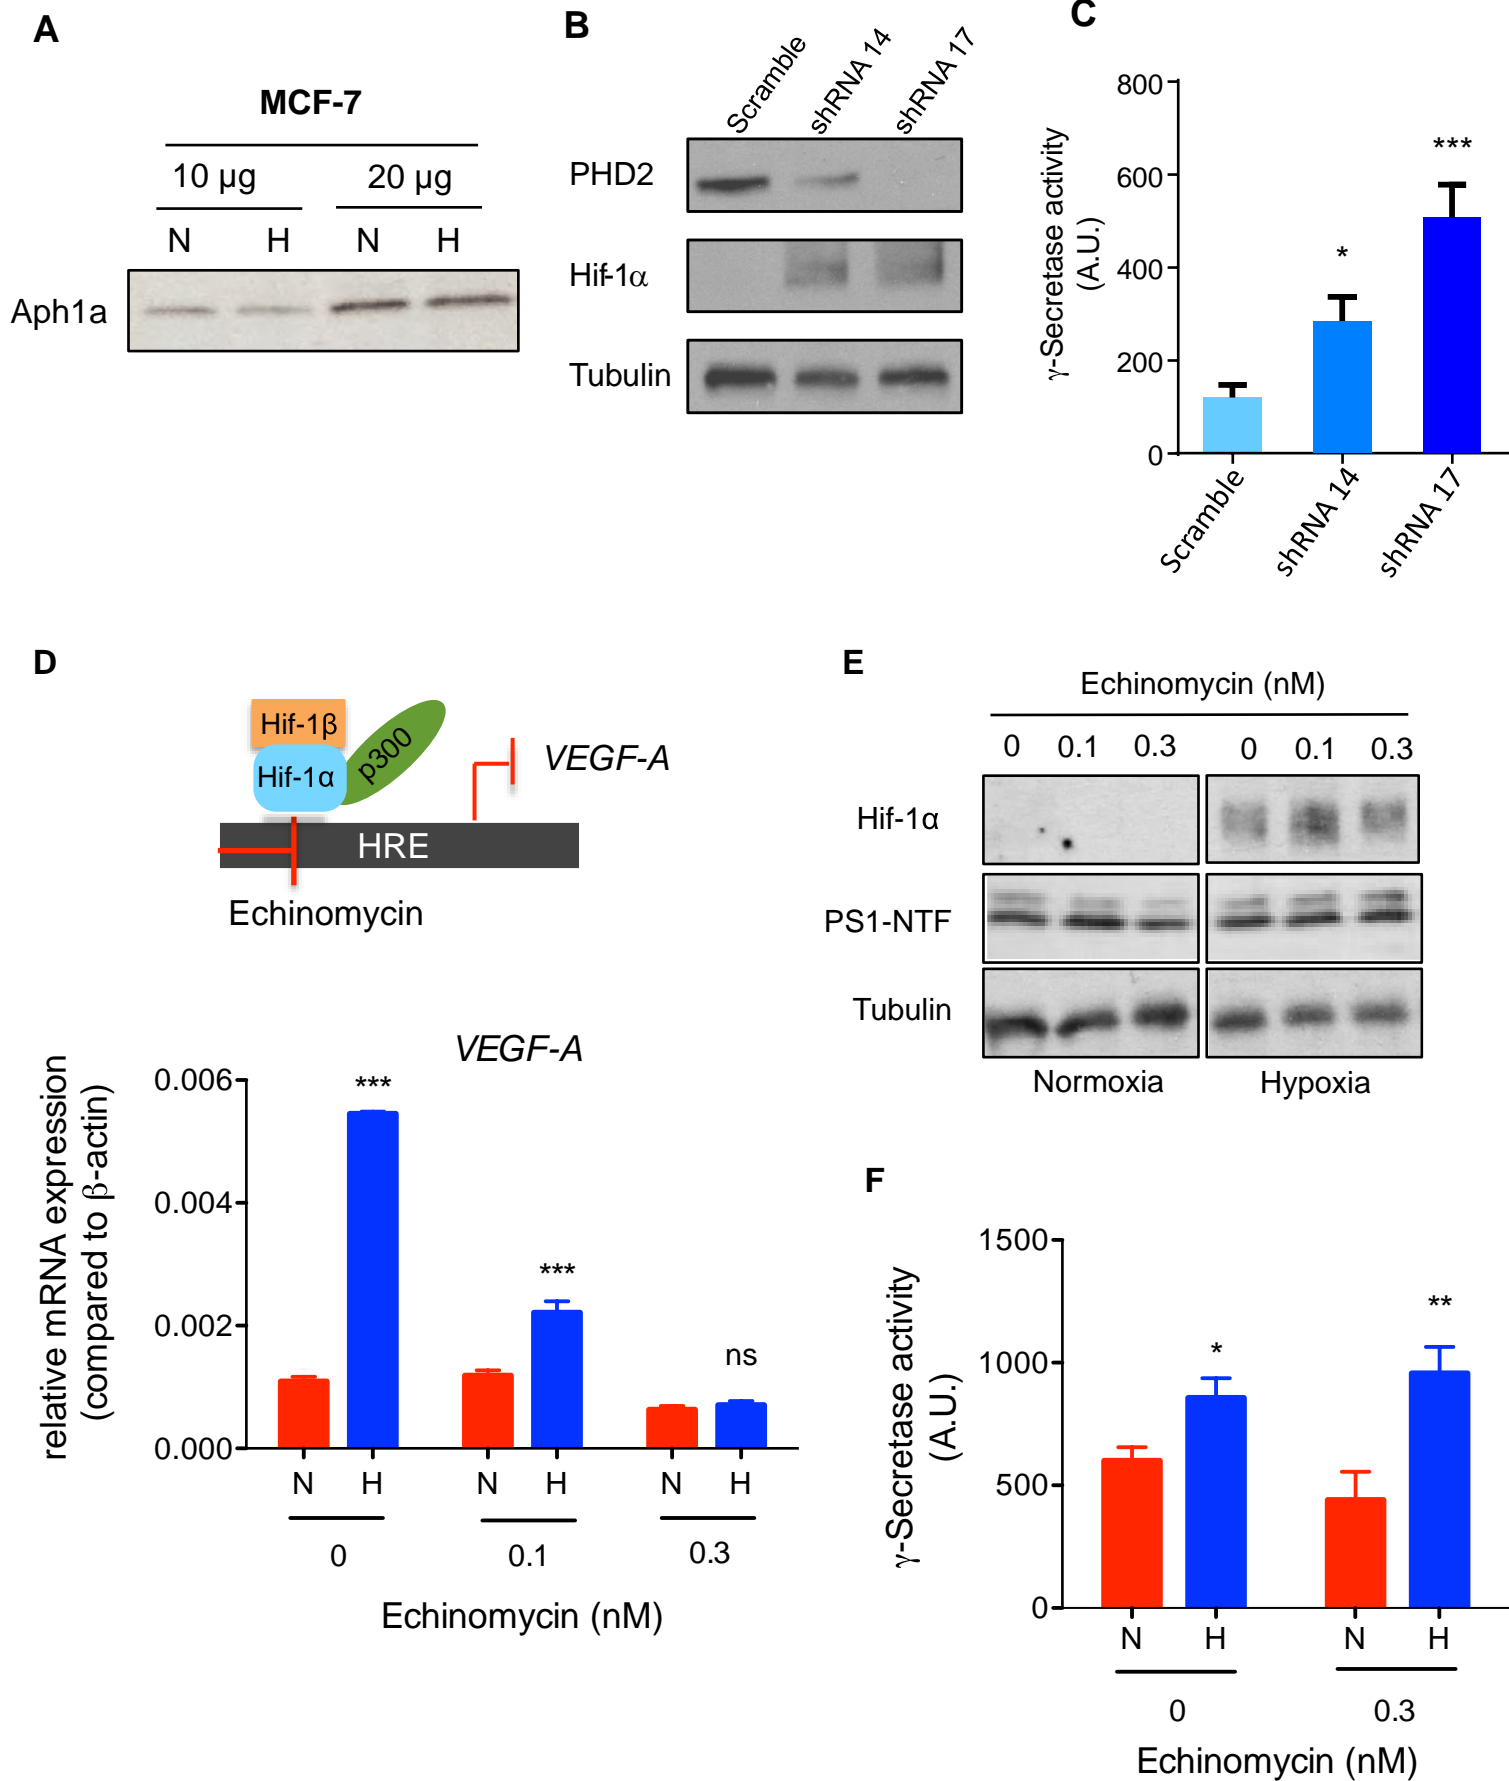 A
MCF-7
10 μg 20 μg
N H N H
Aph1a
B
Scramble shRNA 14 shRNA 17
PHD2
Hif-1α
Tubulin
C
γ-Secretase activity
(A.U.)
800
600
400
200
0
*
***
Scramble shRNA 14 shRNA 17
D
Hif-1β
Hif-1α
p300
VEGF-A
HRE
Echinomycin
VEGF-A
relative mRNA expression
(compared to β-actin)
0.006
0.004
0.002
0.000
***
***
ns
N H N H N H
0 0.1 0.3
Echinomycin (nM)
E
Echinomycin (nM)
0 0.1 0.3 0 0.1 0.3
Hif-1α
PS1-NTF
Tubulin
Normoxia Hypoxia
F
γ-Secretase activity
(A.U.)
1500
1000
500
0
*
**
N H N H
0 0.3
Echinomycin (nM)